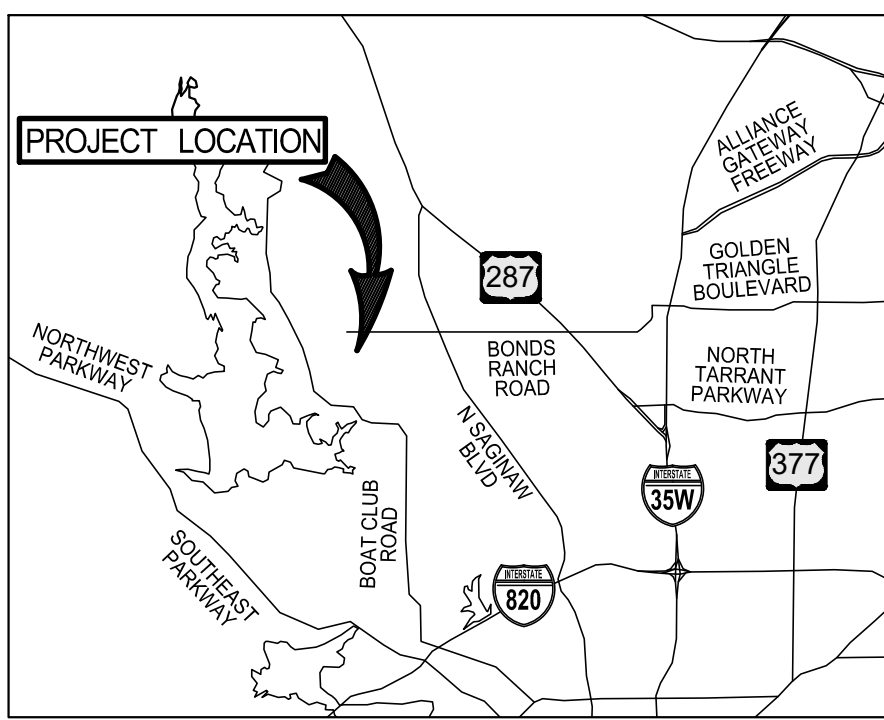 PROJECT LOCATION
ALLIANCE
GATEWAY
FREEWAY
287
GOLDEN
TRIANGLE
BOULEVARD
NORTHWEST
PARKWAY
BONDS
RANCH
ROAD
NORTH
TARRANT
PARKWAY
N SAGINAW
BLVD
377
INTERSTATE
35W
BOAT CLUB
ROAD
SOUTHEAST
PARKWAY
INTERSTATE
820